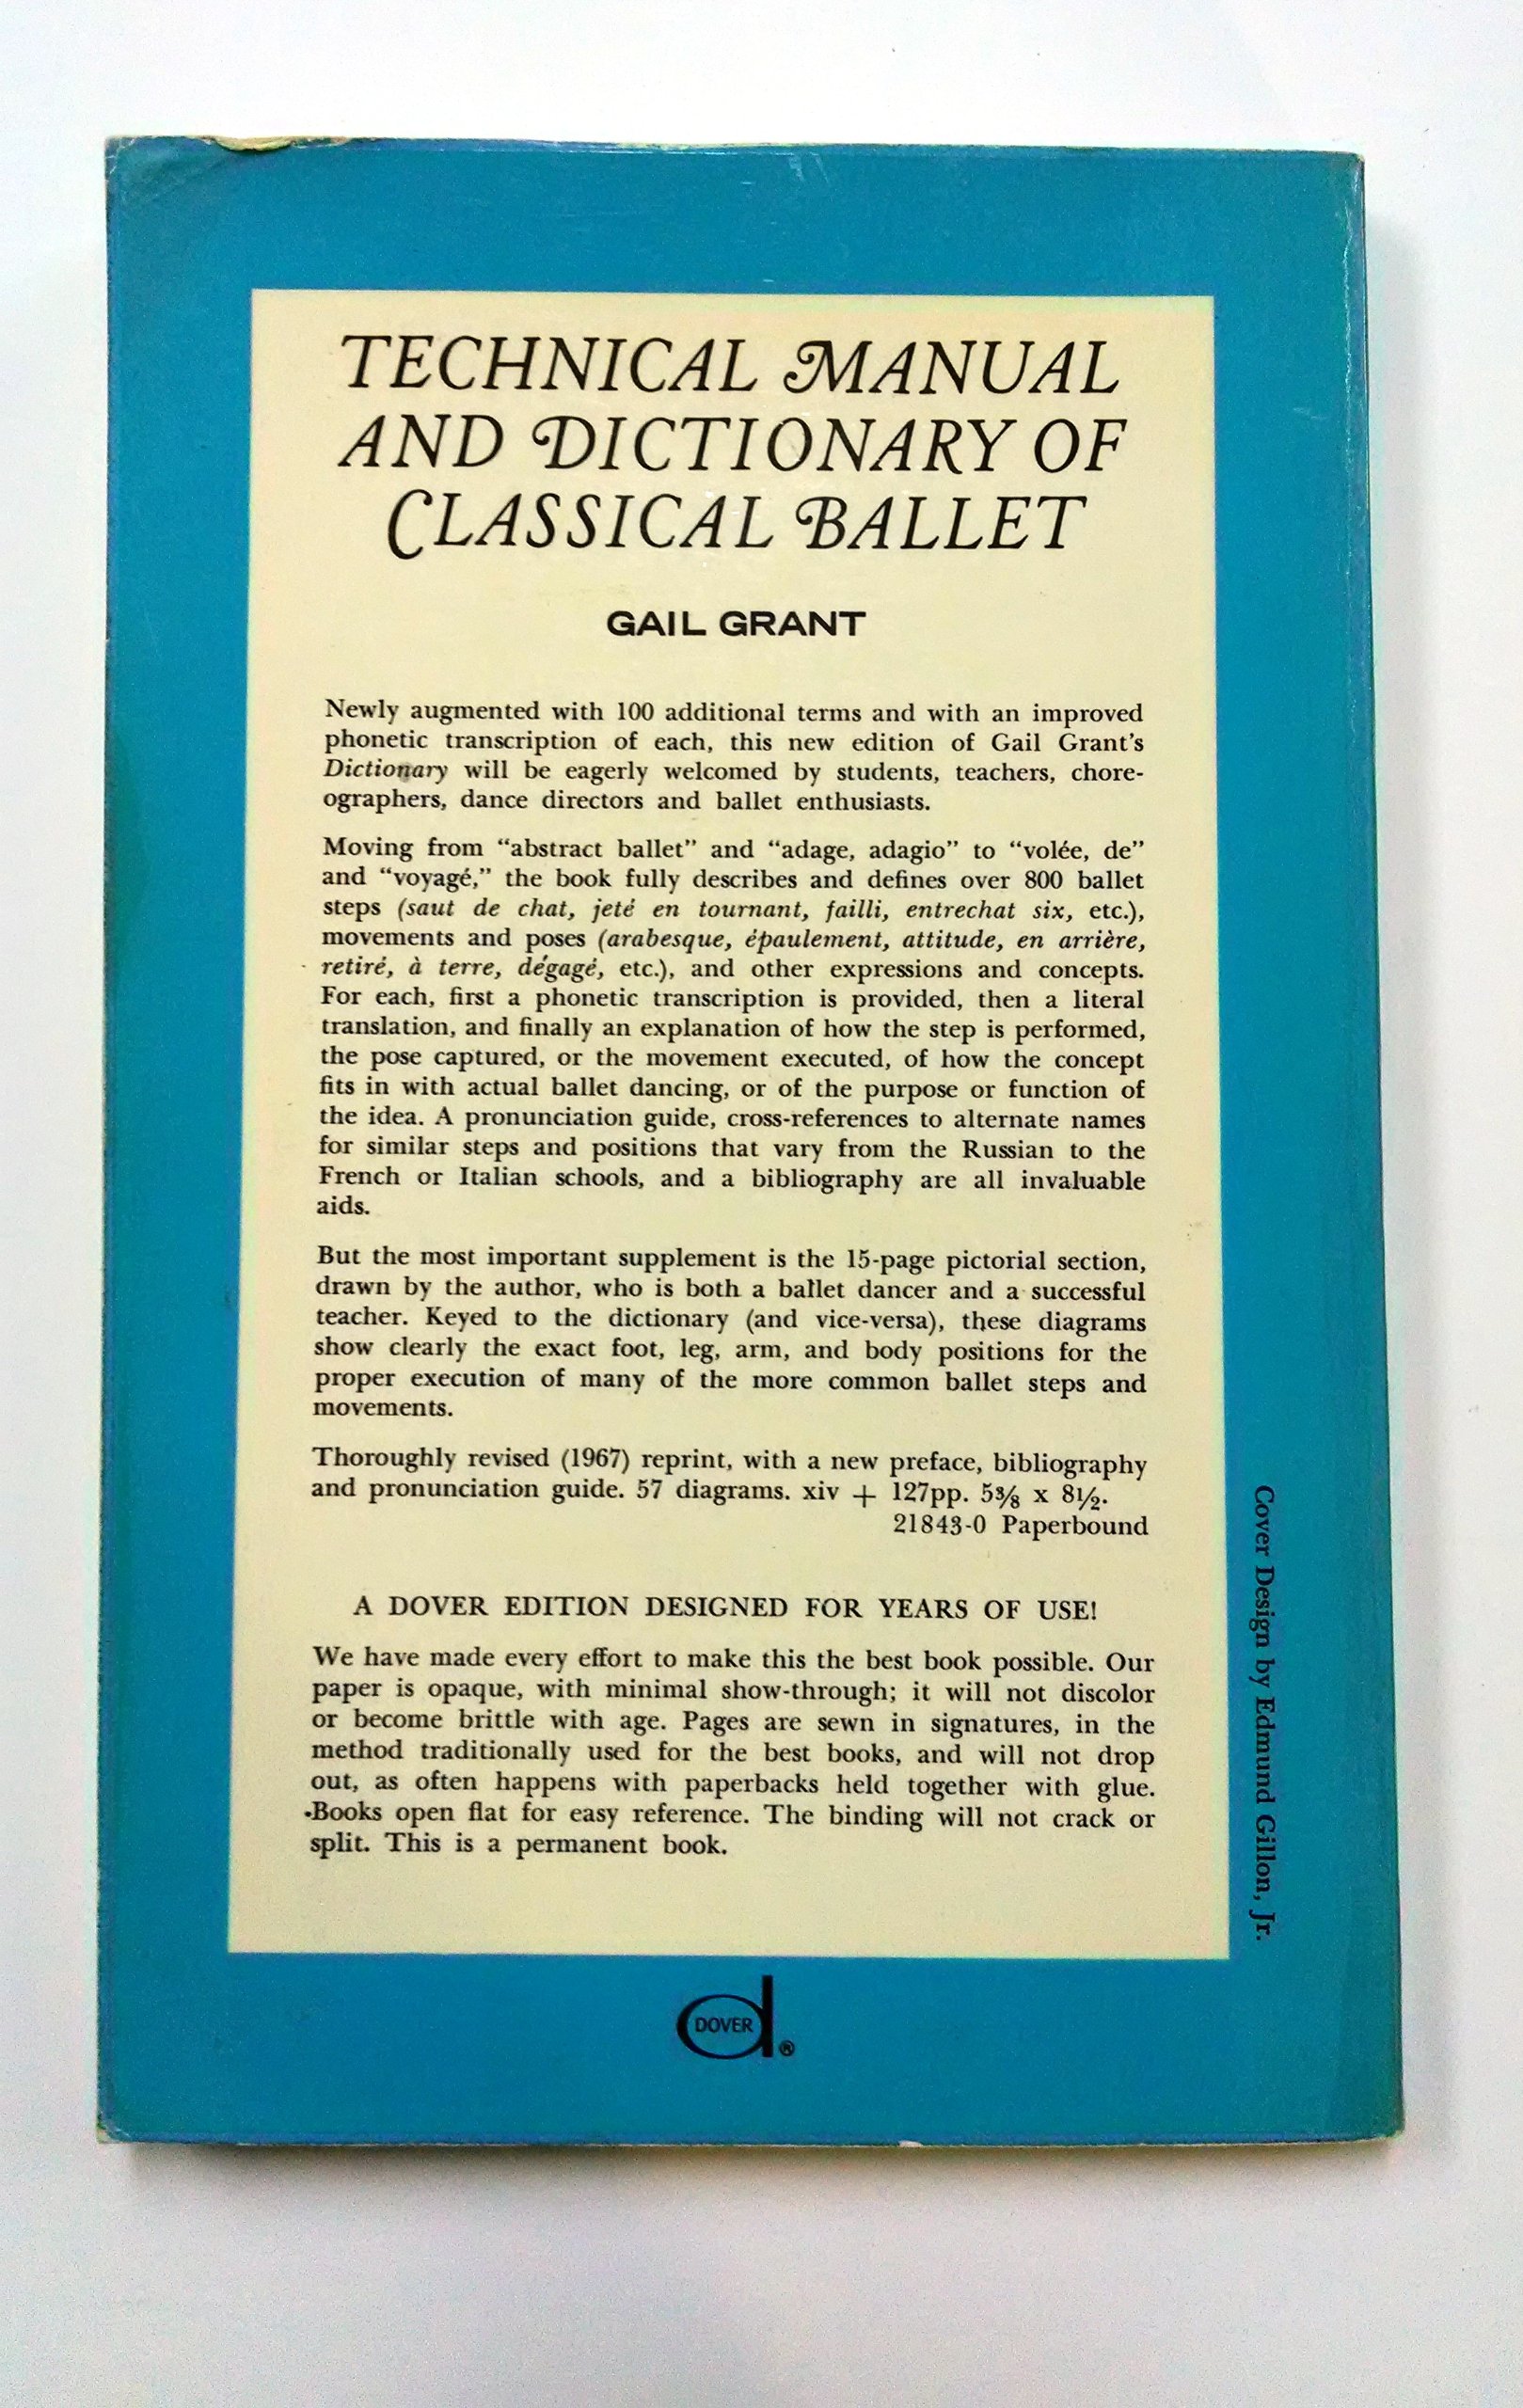 TECHNICAL MANUAL
AND DICTIONARY OF
CLASSICAL BALLET
GAIL GRANT
Newly augmented with 100 additional terms and with an improved
phonetic transcription of each, this new edition of Gail Grant's
Dictionary will be eagerly welcomed by students, teachers, chore-
ographers, dance directors and ballet enthusiasts.
Moving from “abstract ballet” and “adage, adagio” to “volée, de”
and “voyagé,” the book fully describes and defines over 800 ballet
steps (saut de chat, jeté en tournant, failli, entrechat six, etc.),
movements and poses (arabesque, épaulement, attitude, en arrière,
retiré, à terre, dégagé, etc.), and other expressions and concepts.
For each, first a phonetic transcription is provided, then a literal
translation, and finally an explanation of how the step is performed,
the pose captured, or the movement executed, of how the concept
fits in with actual ballet dancing, or of the purpose or function of
the idea. A pronunciation guide, cross-references to alternate names
for similar steps and positions that vary from the Russian to the
French or Italian schools, and a bibliography are all invaluable
aids.
But the most important supplement is the 15-page pictorial section,
drawn by the author, who is both a ballet dancer and a successful
teacher. Keyed to the dictionary (and vice-versa), these diagrams
show clearly the exact foot, leg, arm, and body positions for the
proper execution of many of the more common ballet steps and
movements.
Thoroughly revised (1967) reprint, with a new preface, bibliography
and pronunciation guide. 57 diagrams. xiv + 127pp. 5⅜ x 8½.
21843-0 Paperbound
A DOVER EDITION DESIGNED FOR YEARS OF USE!
We have made every effort to make this the best book possible. Our
paper is opaque, with minimal show-through; it will not discolor
or become brittle with age. Pages are sewn in signatures, in the
method traditionally used for the best books, and will not drop
out, as often happens with paperbacks held together with glue.
Books open flat for easy reference. The binding will not crack or
split. This is a permanent book.
Cover Design by Edmund Gillon, Jr.
d DOVER ®